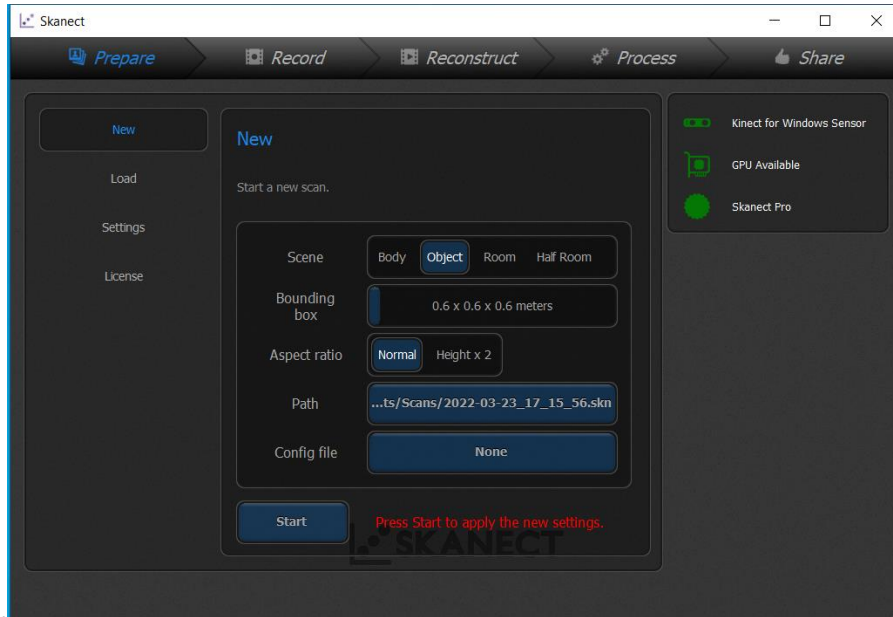 Skanect
Prepare Record Reconstruct Process Share
New
Load
Settings
License
New
Start a new scan.
Scene Body Object Room Half Room
Bounding
box
0.6 x 0.6 x 0.6 meters
Aspect ratio Normal Height x 2
Path ...ts/Scans/2022-03-23_17_15_56.skn
Config file None
Start Press Start to apply the new settings.
SKANECT
Kinect for Windows Sensor
GPU Available
Skanect Pro